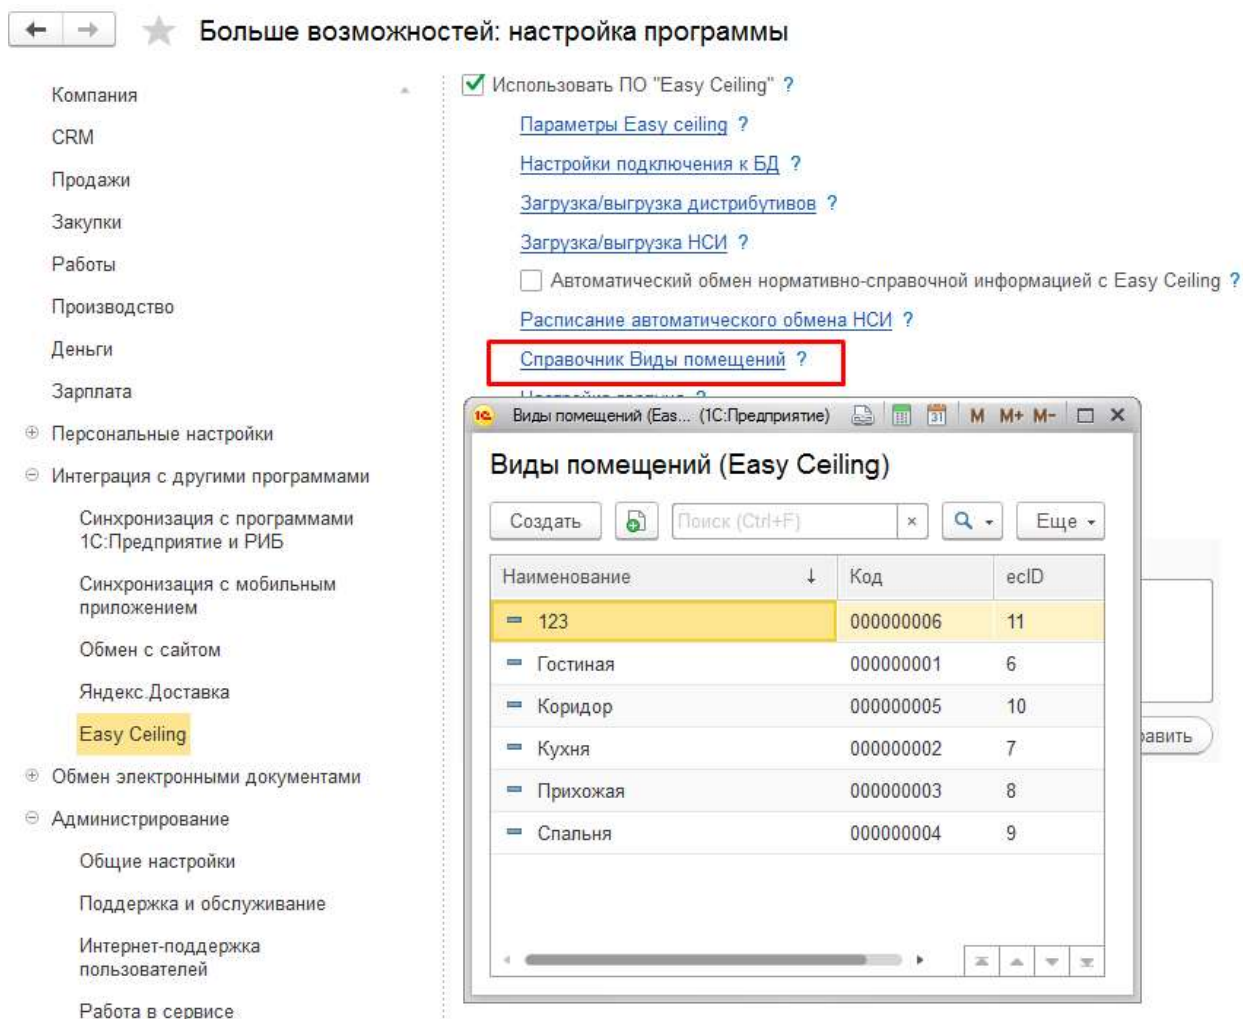 Больше возможностей: настройка программы
Компания
CRM
Продажи
Закупки
Работы
Производство
Деньги
Зарплата
Персональные настройки
Интеграция с другими программами
Синхронизация с программами
1С:Предприятие и РИБ
Синхронизация с мобильным
приложением
Обмен с сайтом
Яндекс.Доставка
Easy Ceiling
Обмен электронными документами
Администрирование
Общие настройки
Поддержка и обслуживание
Интернет-поддержка
пользователей
Работа в сервисе
Использовать ПО "Easy Ceiling" ?
Параметры Easy ceiling ?
Настройки подключения к БД ?
Загрузка/выгрузка дистрибутивов ?
Загрузка/выгрузка НСИ ?
Автоматический обмен нормативно-справочной информацией с Easy Ceiling ?
Расписание автоматического обмена НСИ ?
Справочник Виды помещений ?
Виды помещений (Eas... (1С:Предприятие) 31 M M+ M-
Виды помещений (Easy Ceiling)
Создать Поиск (Ctrl+F) × Еще
Наименование ↓ Код ecID
123 000000006 11
Гостиная 000000001 6
Коридор 000000005 10
Кухня 000000002 7
Прихожая 000000003 8
Спальня 000000004 9